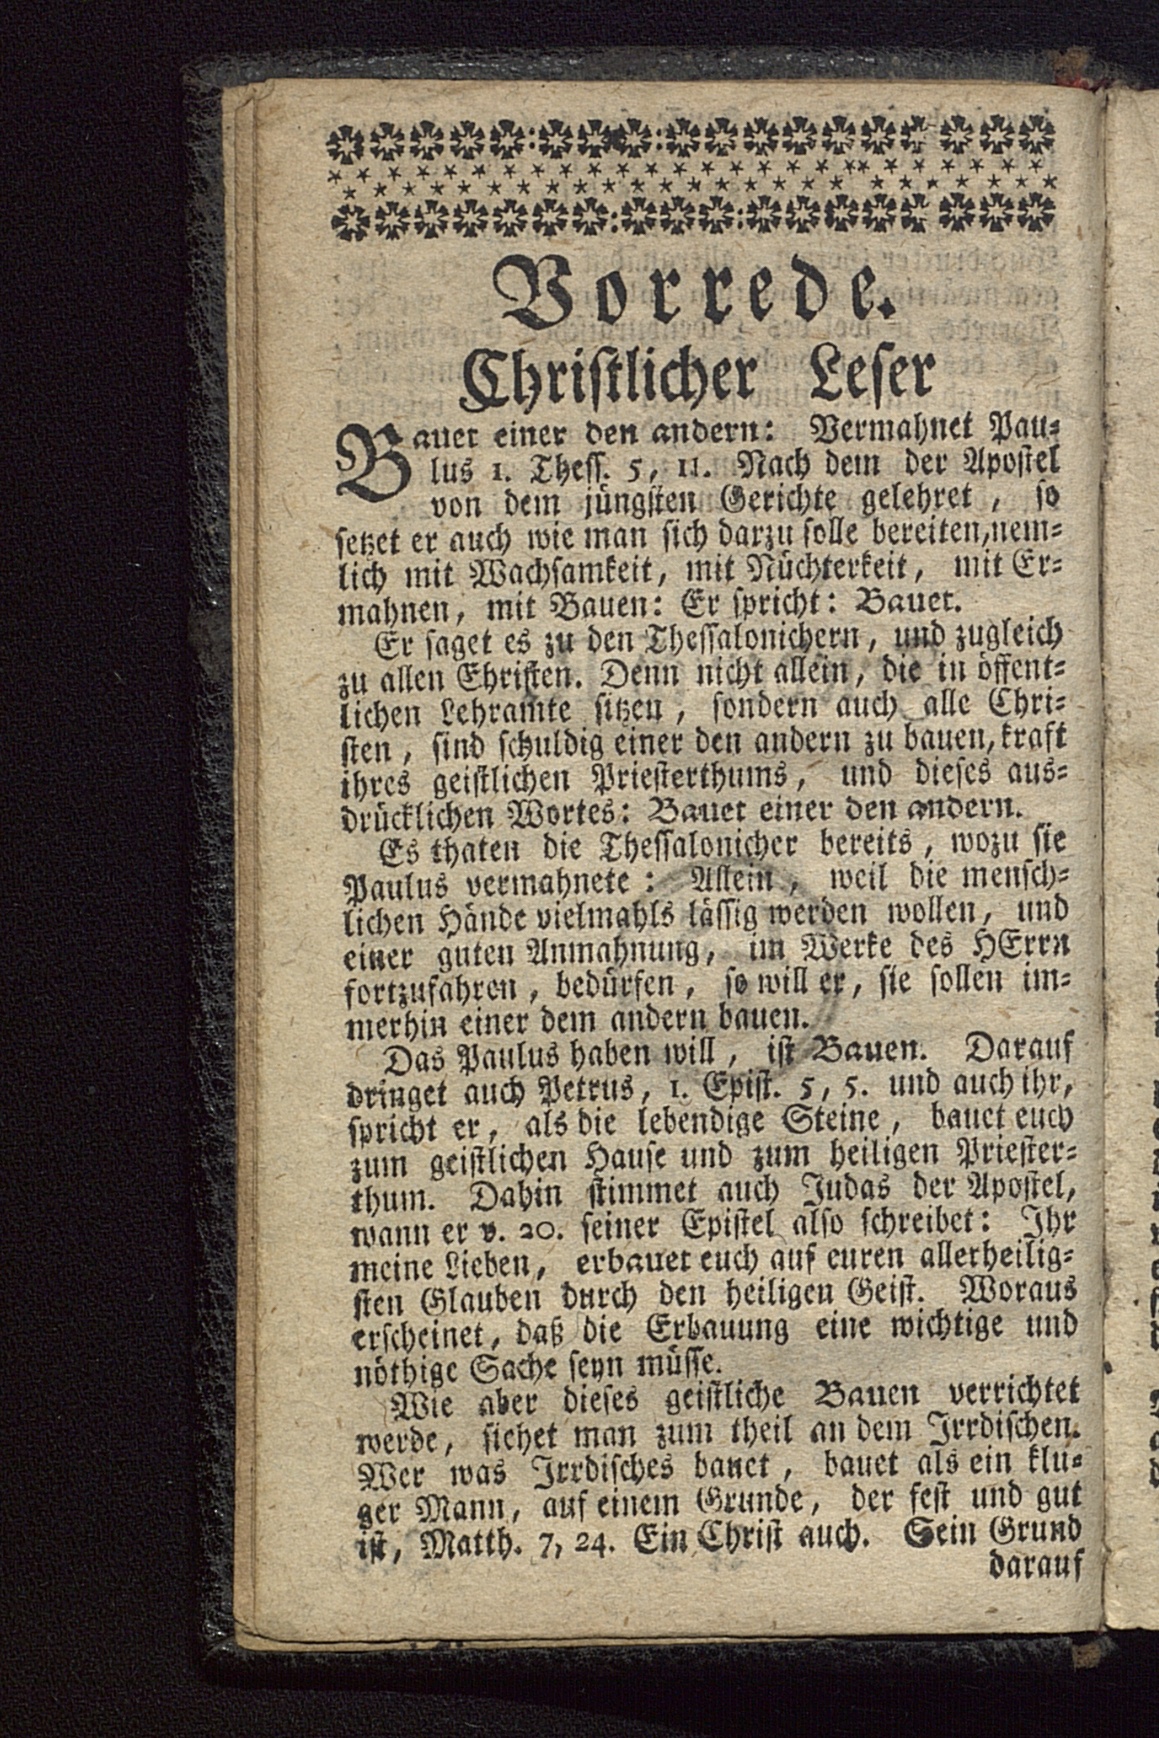 Vorrede.
Christlicher Leser
Bauet einer den andern: Vermahnet Pau-
lus 1. Thess. 5, 11. Nach dem der Apostel
von dem jüngsten Gerichte gelehret, so
setzet er auch wie man sich darzu solle bereiten, nem-
lich mit Wachsamkeit, mit Nüchterkeit, mit Er-
mahnen, mit Bauen: Er spricht: Bauet.
Er saget es zu den Thessalonichern, und zugleich
zu allen Christen. Denn nicht allein, die in öffent-
lichen Lehramte sitzen, sondern auch alle Chri-
sten, sind schuldig einer den andern zu bauen, kraft
ihres geistlichen Priesterthums, und dieses aus-
drücklichen Wortes: Bauet einer den andern.
Es thaten die Thessalonicher bereits, wozu sie
Paulus vermahnete: Allein, weil die mensch-
lichen Hände vielmahls lässig werden wollen, und
einer guten Anmahnung, im Werke des HErrn
fortzufahren, bedürfen, so will er, sie sollen im-
merhin einer dem andern bauen.
Das Paulus haben will, ist Bauen. Darauf
dringet auch Petrus, 1. Epist. 5, 5. und auch ihr,
spricht er, als die lebendige Steine, bauet euch
zum geistlichen Hause und zum heiligen Priester-
thum. Dahin stimmet auch Judas der Apostel,
wann er v. 20. seiner Epistel also schreibet: Ihr
meine Lieben, erbauet euch auf euren allerheilig-
sten Glauben durch den heiligen Geist. Woraus
erscheinet, daß die Erbauung eine wichtige und
nöthige Sache seyn müsse.
Wie aber dieses geistliche Bauen verrichtet
werde, siehet man zum theil an dem Irrdischen.
Wer was Irrdisches bauet, bauet als ein klu-
ger Mann, auf einem Grunde, der fest und gut
ist, Matth. 7, 24. Ein Christ auch. Sein Grund
darauf